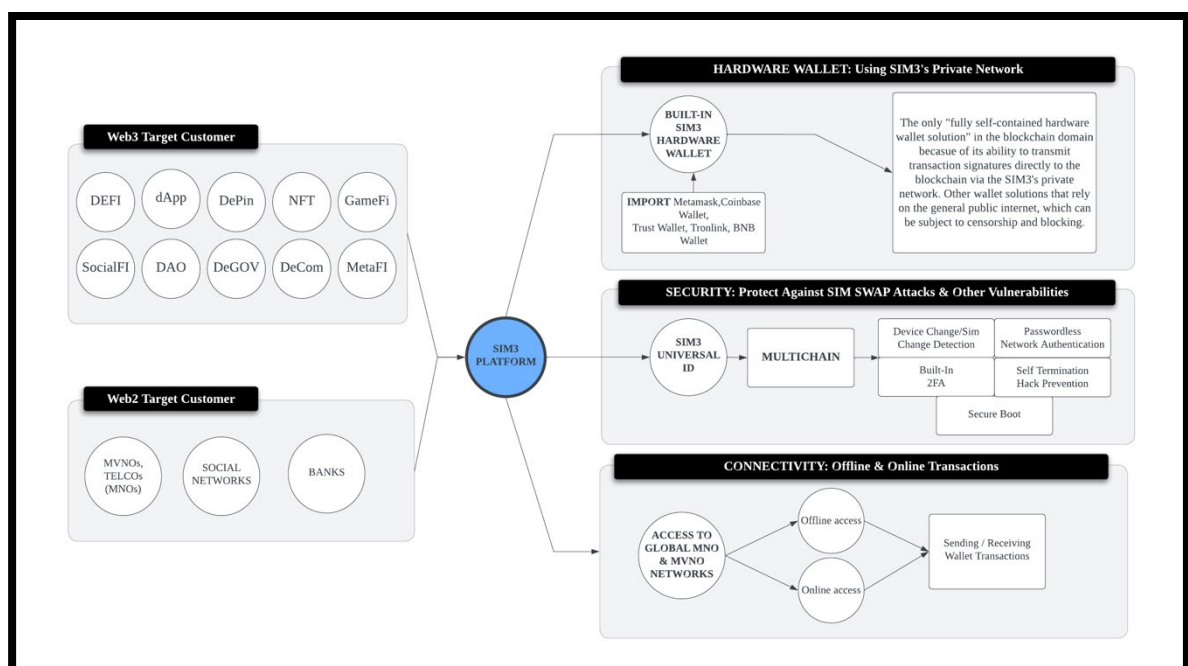 Web3 Target Customer
DEFI
dApp
DePin
NFT
GameFi
SocialFI
DAO
DeGOV
DeCom
MetaFI
Web2 Target Customer
MVNOs,
TELCOs
(MNOs)
SOCIAL
NETWORKS
BANKS
SIM3
PLATFORM
HARDWARE WALLET: Using SIM3's Private Network
BUILT-IN
SIM3
HARDWARE
WALLET
IMPORT Metamask,Coinbase
Wallet,
Trust Wallet, Tronlink, BNB
Wallet
The only "fully self-contained hardware
wallet solution" in the blockchain domain
becasue of its ability to transmit
transaction signatures directly to the
blockchain via the SIM3's private
network. Other wallet solutions that rely
on the general public internet, which can
be subject to censorship and blocking.
SECURITY: Protect Against SIM SWAP Attacks & Other Vulnerabilities
SIM3
UNIVERSAL
ID
MULTICHAIN
Device Change/Sim
Change Detection
Passwordless
Network Authentication
Built-In
2FA
Self Termination
Hack Prevention
Secure Boot
CONNECTIVITY: Offline & Online Transactions
ACCESS TO
GLOBAL MNO
& MVNO
NETWORKS
Offline access
Online access
Sending / Receiving
Wallet Transactions